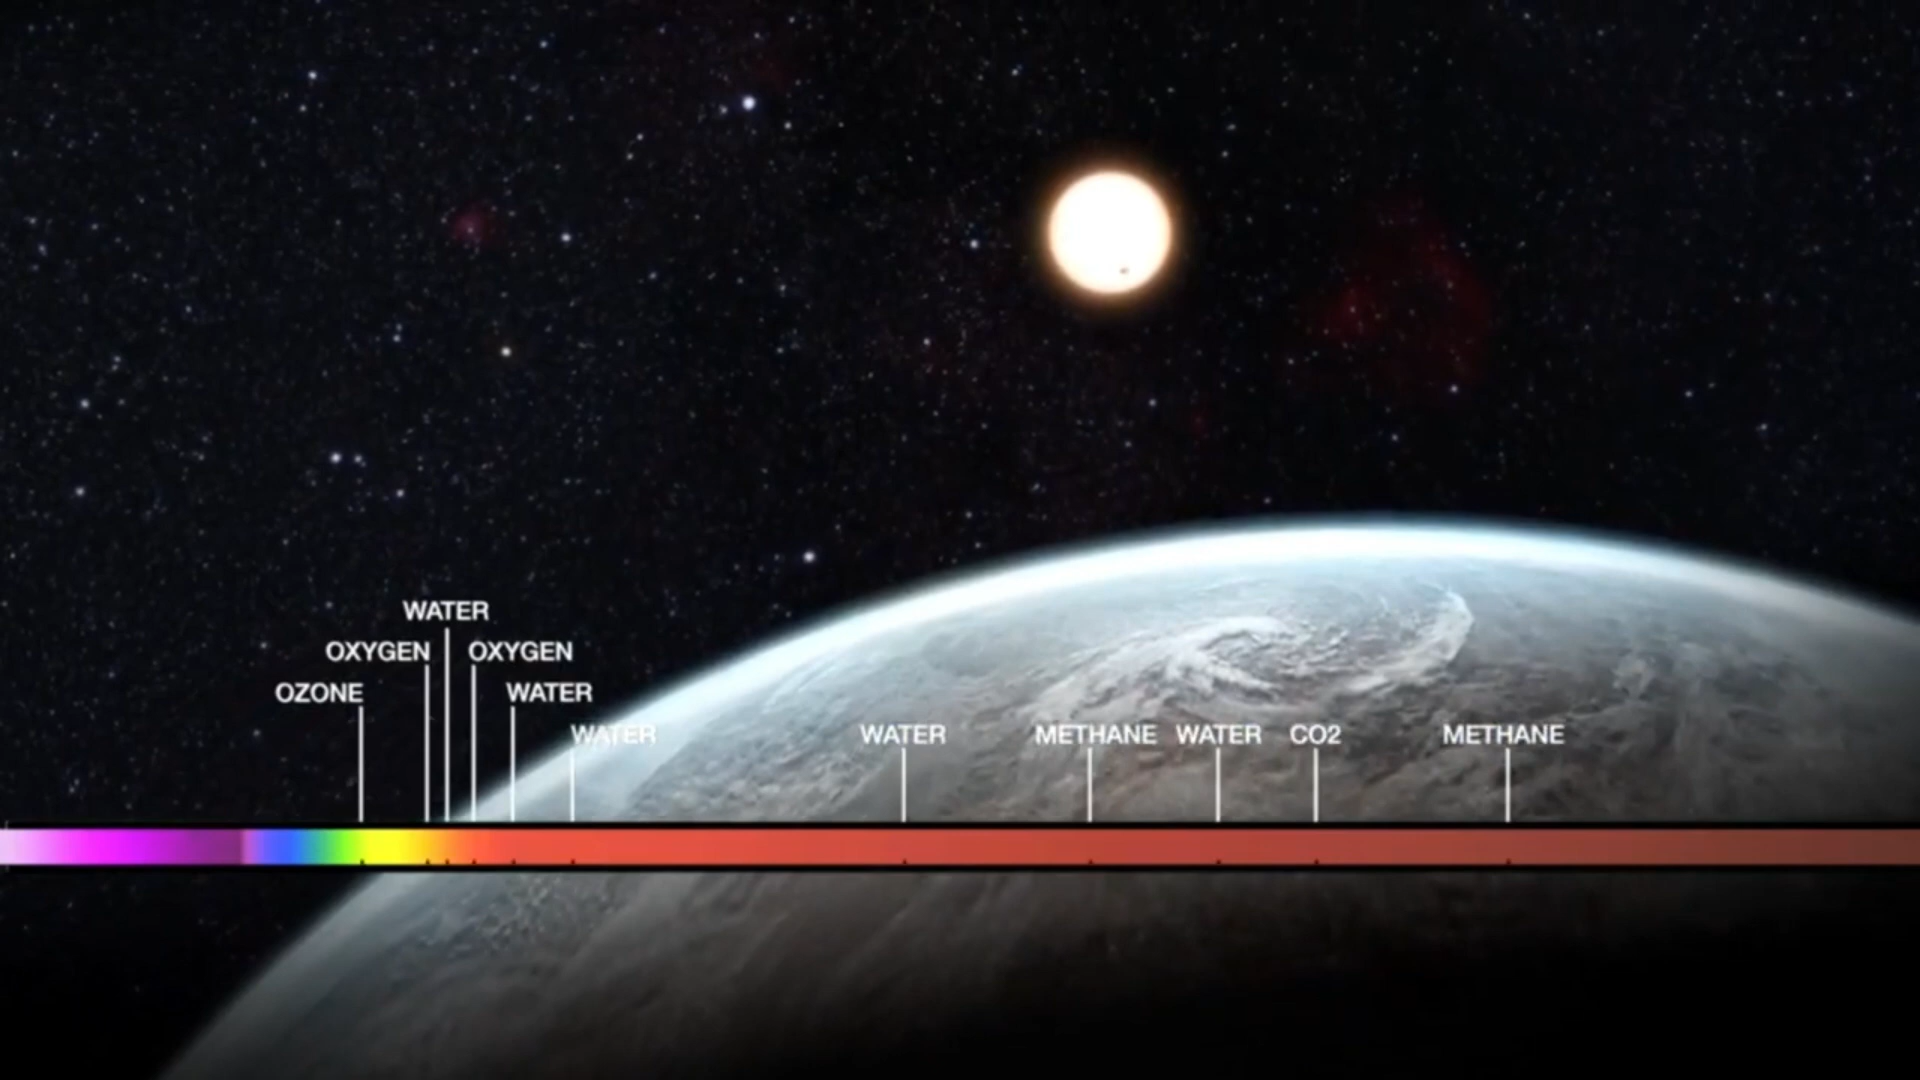 WATER
OXYGEN OXYGEN
OZONE WATER
WATER WATER METHANE WATER CO2 METHANE